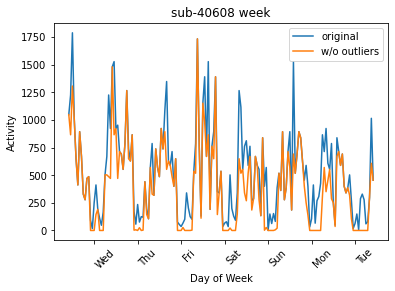 sub-40608 week
original
w/o outliers
1750
1500
1250
1000
750
500
250
0
Activity
Wed
Thu
Fri
Sat
Sun
Mon
Tue
Day of Week